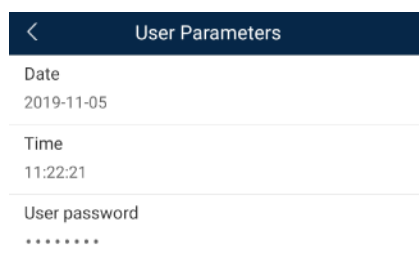 User Parameters
Date
2019-11-05
Time
11:22:21
User password
••••••••